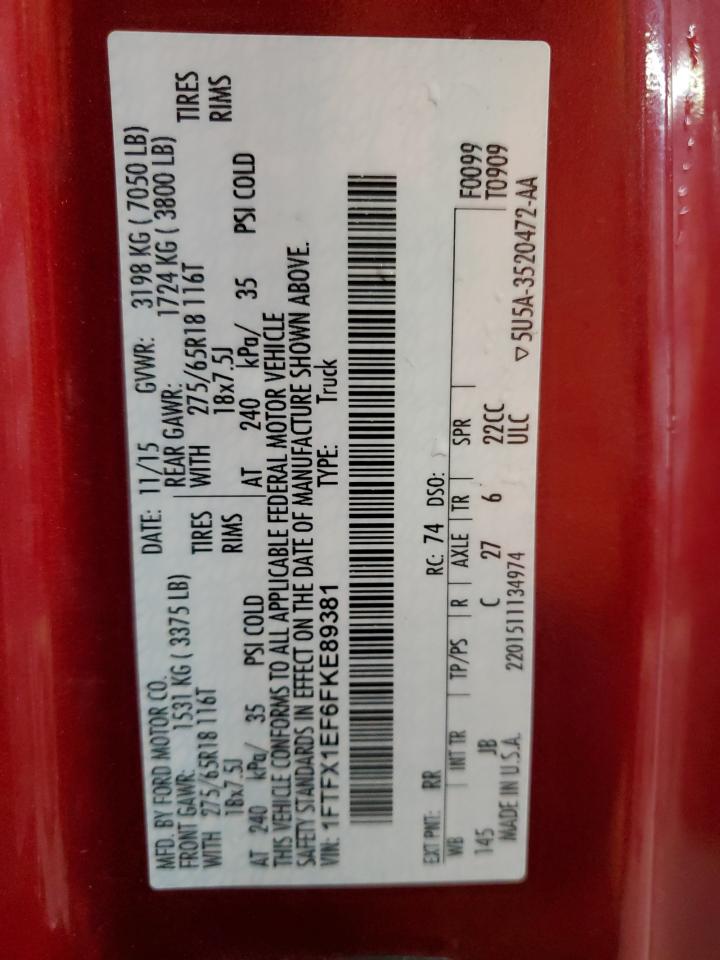 MFD. BY FORD MOTOR CO.
DATE: 11/15 GVWR: 3198 KG ( 7050 LB)
FRONT GAWR: 1531 KG ( 3375 LB)
REAR GAWR: 1724 KG ( 3800 LB)
WITH 275/65R18 116T TIRES
WITH 275/65R18 116T TIRES
18x7.5J RIMS
18x7.5J RIMS
AT 240 kPa/ 35 PSI COLD
AT 240 kPa/ 35 PSI COLD
THIS VEHICLE CONFORMS TO ALL APPLICABLE FEDERAL MOTOR VEHICLE
SAFETY STANDARDS IN EFFECT ON THE DATE OF MANUFACTURE SHOWN ABOVE.
VIN: 1FTFX1EF6FKE89381 TYPE: Truck
EXT PNT: RR RC: 74 DSO:
WB INT TR TP/PS R AXLE TR SPR F0099
145 JB C 27 6 22CC T0909
ULC
MADE IN U.S.A. 2201511134974 ▽5U5A-3520472-AA